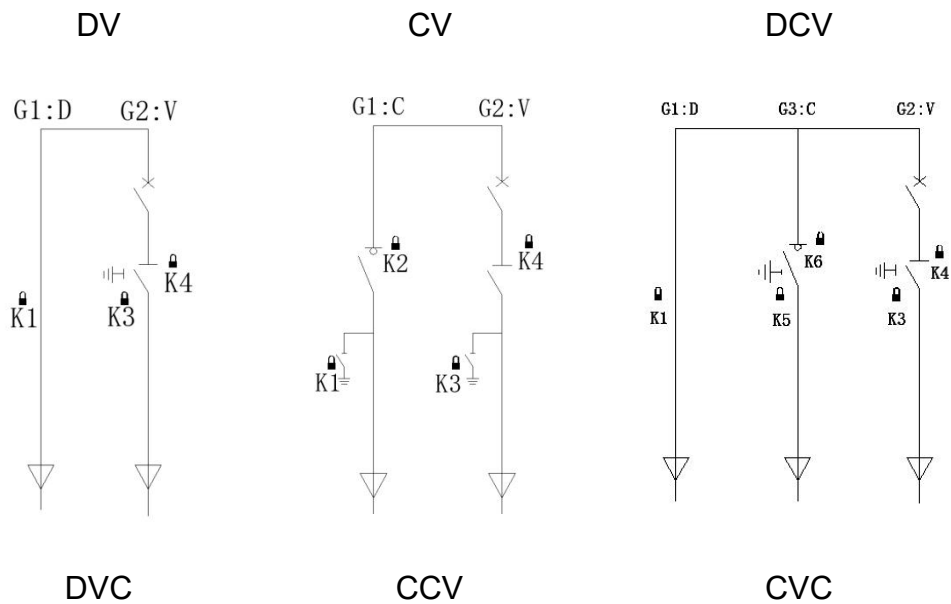 DV
CV
DCV
G1:D
G2:V
K4
K3
K1
G1:C
G2:V
K2
K4
K1
K3
G1:D
G3:C
G2:V
K6
K4
K1
K5
K3
DVC
CCV
CVC